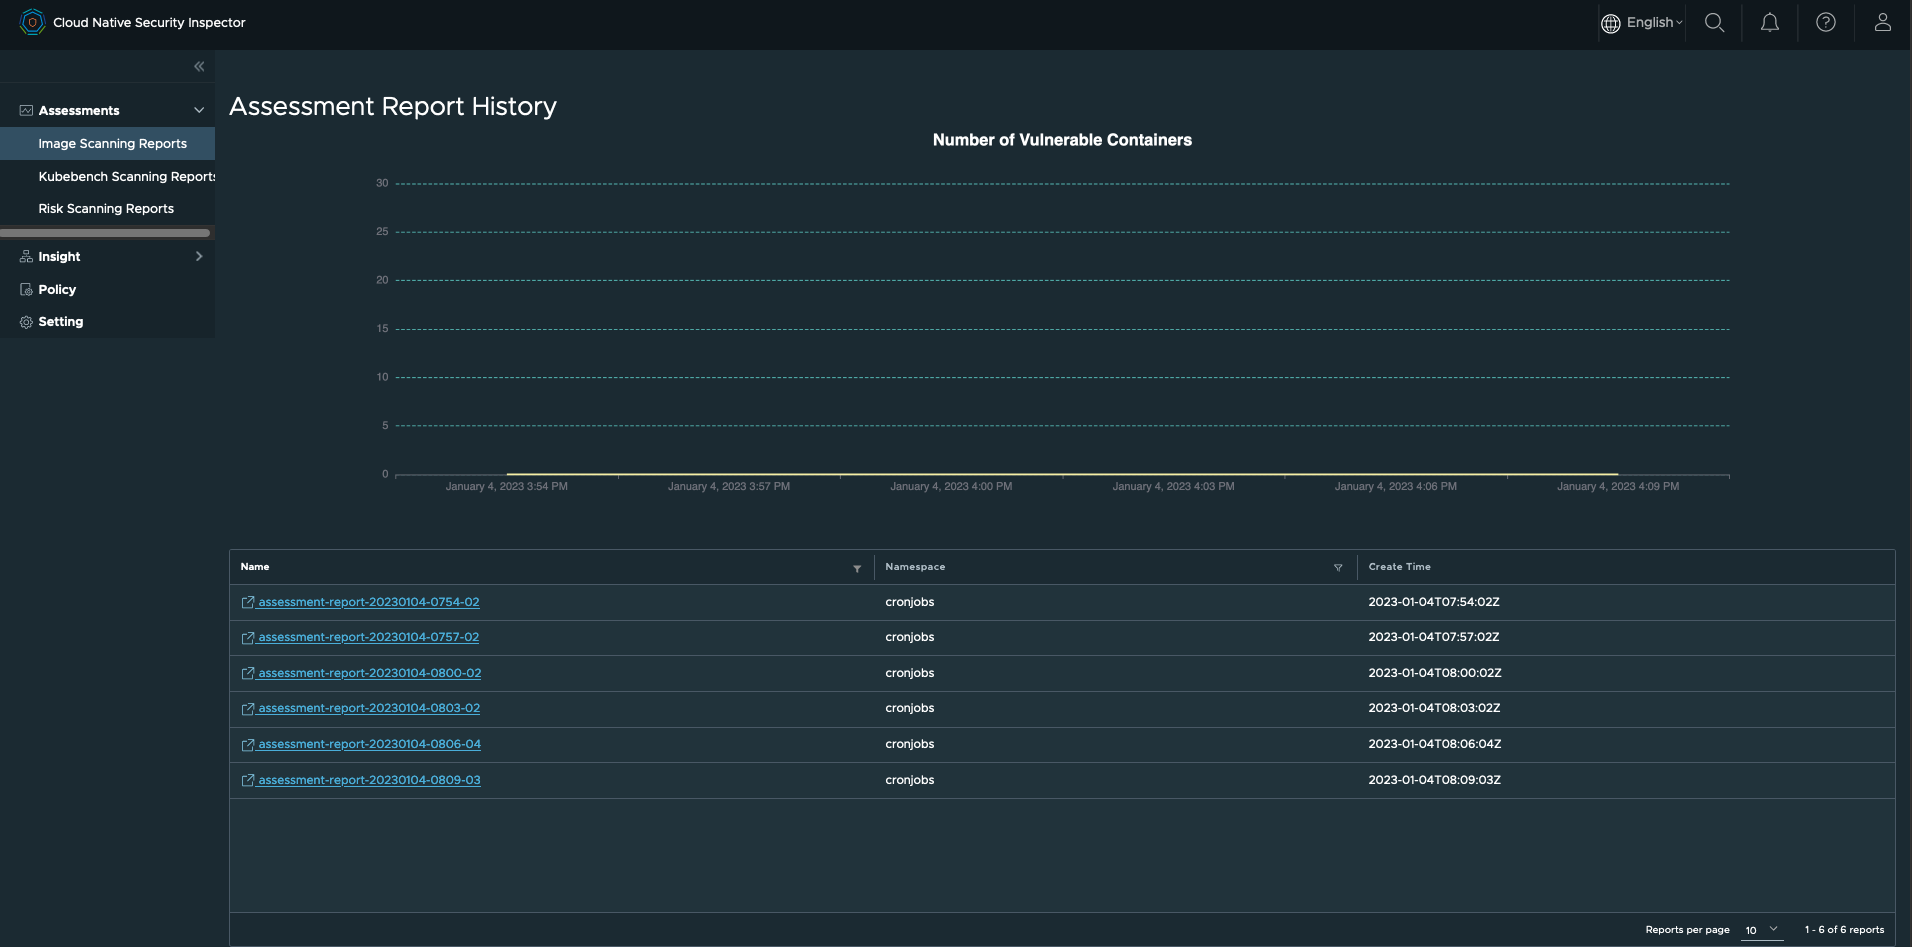 Cloud Native Security Inspector
English
Assessments
Image Scanning Reports
Kubebench Scanning Reports
Risk Scanning Reports
Insight
Policy
Setting
Assessment Report History
Number of Vulnerable Containers
30
25
20
15
10
5
0
January 4, 2023 3:54 PM January 4, 2023 3:57 PM January 4, 2023 4:00 PM January 4, 2023 4:03 PM January 4, 2023 4:06 PM January 4, 2023 4:09 PM
Name Namespace Create Time
assessment-report-20230104-0754-02 cronjobs 2023-01-04T07:54:02Z
assessment-report-20230104-0757-02 cronjobs 2023-01-04T07:57:02Z
assessment-report-20230104-0800-02 cronjobs 2023-01-04T08:00:02Z
assessment-report-20230104-0803-02 cronjobs 2023-01-04T08:03:02Z
assessment-report-20230104-0806-04 cronjobs 2023-01-04T08:06:04Z
assessment-report-20230104-0809-03 cronjobs 2023-01-04T08:09:03Z
Reports per page 10 1 - 6 of 6 reports